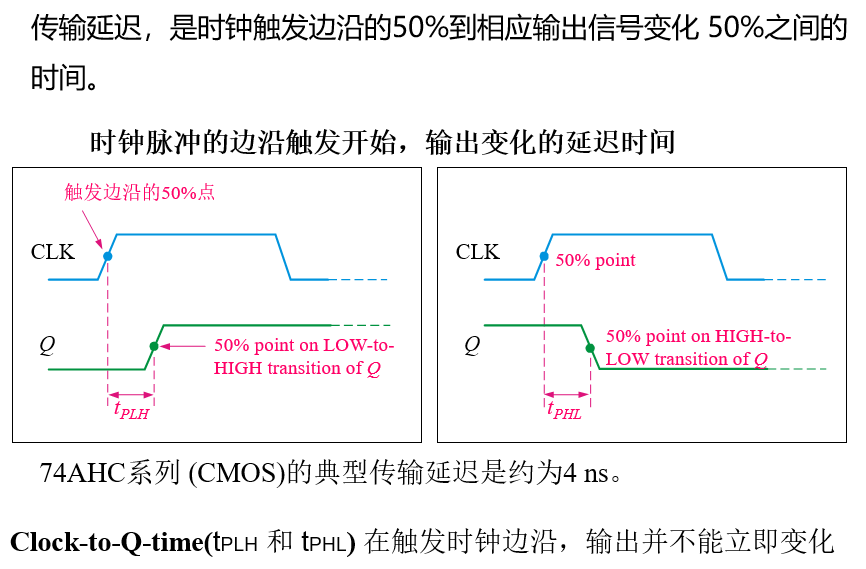 传输延迟，是时钟触发边沿的50%到相应输出信号变化 50%之间的
时间。
时钟脉冲的边沿触发开始，输出变化的延迟时间
触发边沿的50%点
CLK
Q
50% point on LOW-to-
HIGH transition of Q
tPLH
CLK
50% point
Q
50% point on HIGH-to-
LOW transition of Q
tPHL
74AHC系列 (CMOS)的典型传输延迟是约为4 ns。
Clock-to-Q-time(tPLH 和 tPHL) 在触发时钟边沿，输出并不能立即变化